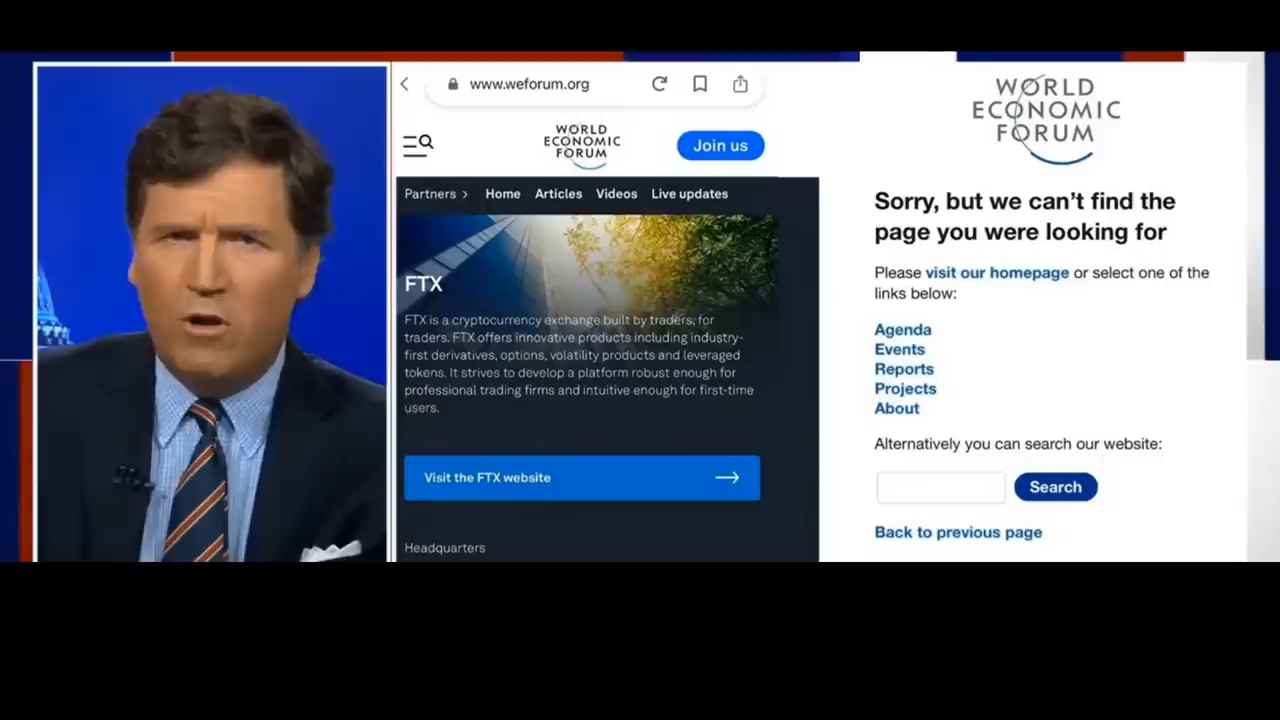 www.weforum.org
WORLD
ECONOMIC
FORUM
Join us
Partners Home Articles Videos Live updates
FTX
FTX is a cryptocurrency exchange built by traders, for
traders. FTX offers innovative products including industry-
first derivatives, options, volatility products and leveraged
tokens. It strives to develop a platform robust enough for
professional trading firms and intuitive enough for first-time
users.
Visit the FTX website
Headquarters
WORLD
ECONOMIC
FORUM
Sorry, but we can't find the
page you were looking for
Please visit our homepage or select one of the
links below:
Agenda
Events
Reports
Projects
About
Alternatively you can search our website:
Search
Back to previous page